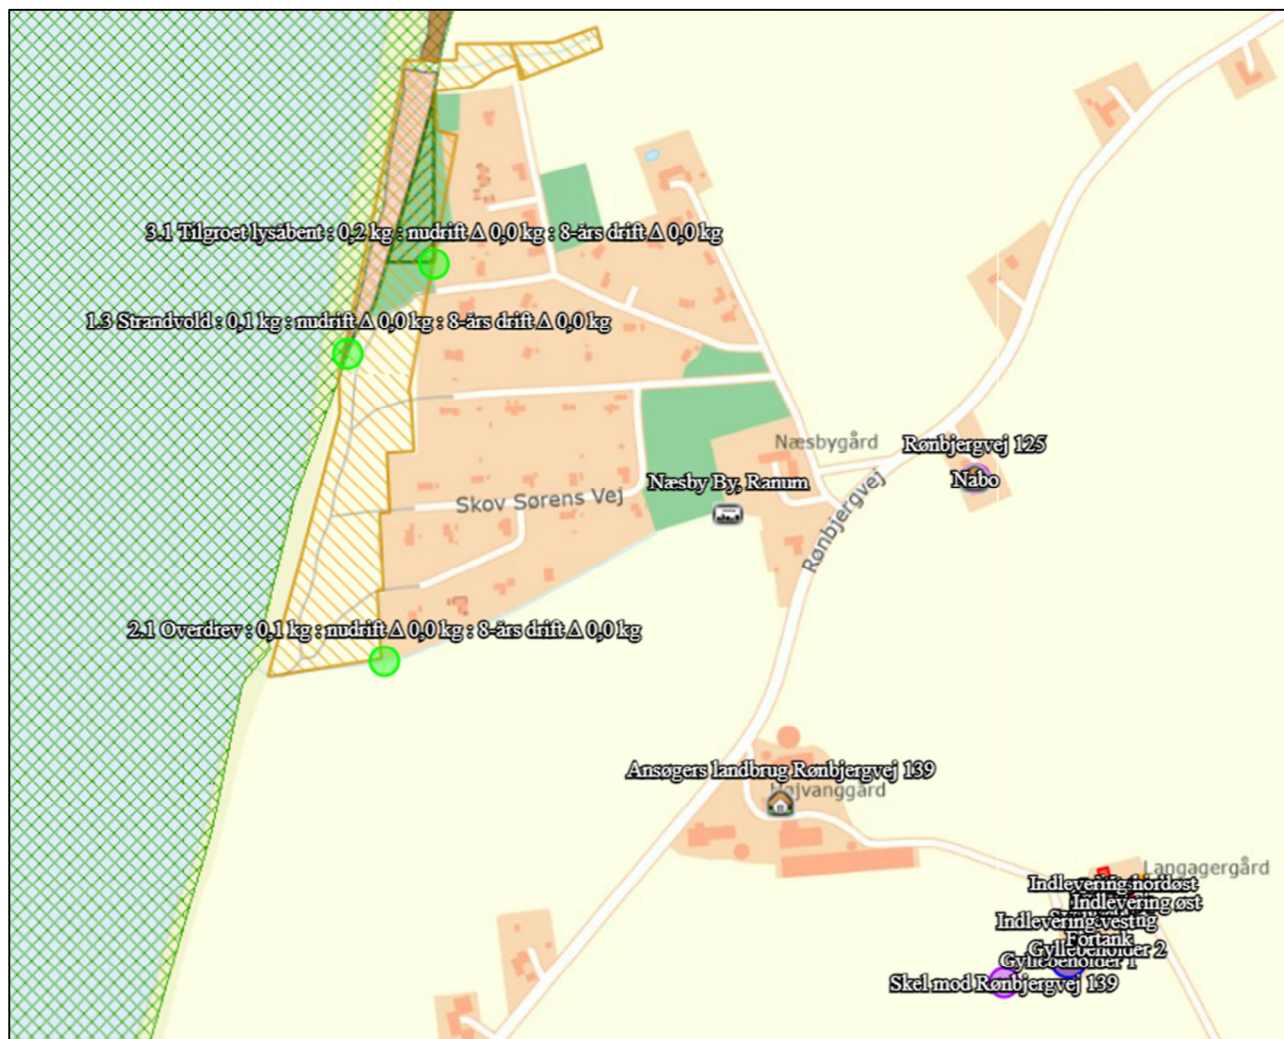 3.1 Tilgroet lysåbent : 0,2 kg : nudrift Δ 0,0 kg : 8-års drift Δ 0,0 kg
1.3 Strandvold : 0,1 kg : nudrift Δ 0,0 kg : 8-års drift Δ 0,0 kg
Næsbygård
Rønbjergvej 125
Nabo
Næsby By, Ranum
Skov Sørens Vej
Rønbjergvej
2.1 Overdrev : 0,1 kg : nudrift Δ 0,0 kg : 8-års drift Δ 0,0 kg
Ansøgers landbrug Rønbjergvej 139
Højvanggård
Langagergård
Indlevering nordøst
Indlevering øst
Indlevering vest
Fortank
Gyllebeholder 2
Gyllebeholder 1
Skel mod Rønbjergvej 139